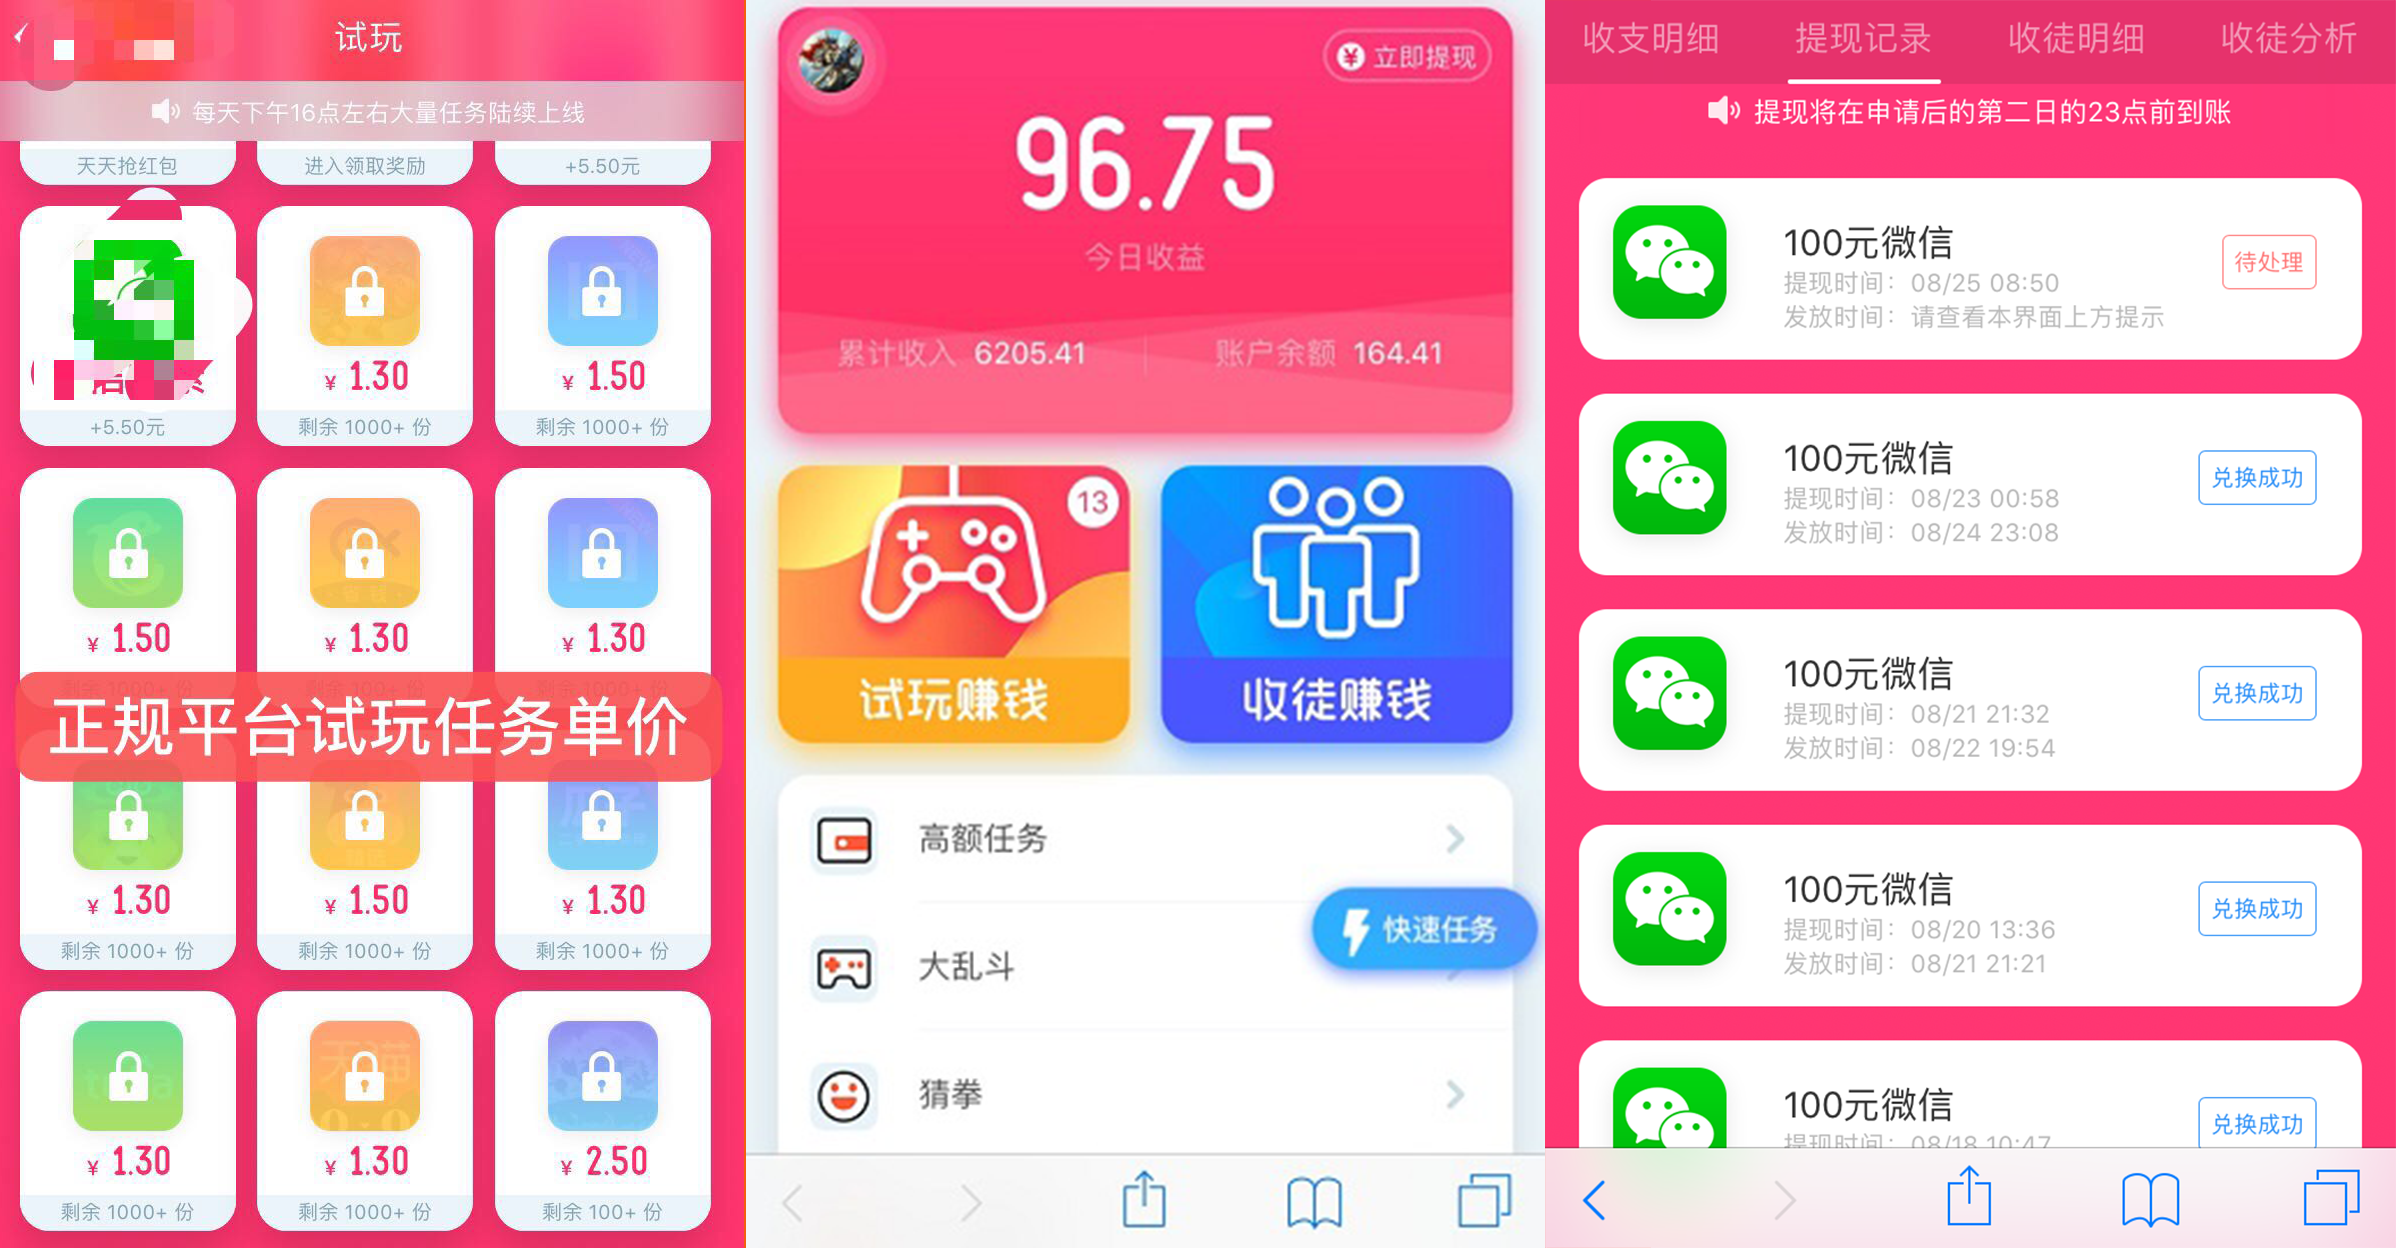 试玩
每天下午16点左右大量任务陆续上线
天天抢红包
进入领取奖励
+5.50元
+5.50元
¥ 1.30
剩余 1000+ 份
¥ 1.50
剩余 1000+ 份
¥ 1.50
¥ 1.30
¥ 1.30
剩余 1000+ 份
剩余 100+ 份
剩余 1000+ 份
正规平台试玩任务单价
¥ 1.30
剩余 1000+ 份
¥ 1.50
剩余 1000+ 份
¥ 1.30
剩余 1000+ 份
天猫
¥ 1.30
剩余 1000+ 份
¥ 1.30
剩余 1000+ 份
¥ 2.50
剩余 100+ 份
¥ 立即提现
96.75
今日收益
累计收入 6205.41
账户余额 164.41
13
试玩赚钱
收徒赚钱
高额任务
快速任务
大乱斗
猜拳
收支明细
提现记录
收徒明细
收徒分析
提现将在申请后的第二日的23点前到账
100元微信
提现时间：08/25 08:50
发放时间：请查看本界面上方提示
待处理
100元微信
提现时间：08/23 00:58
发放时间：08/24 23:08
兑换成功
100元微信
提现时间：08/21 21:32
发放时间：08/22 19:54
兑换成功
100元微信
提现时间：08/20 13:36
发放时间：08/21 21:21
兑换成功
100元微信
提现时间：08/18 10:47
兑换成功